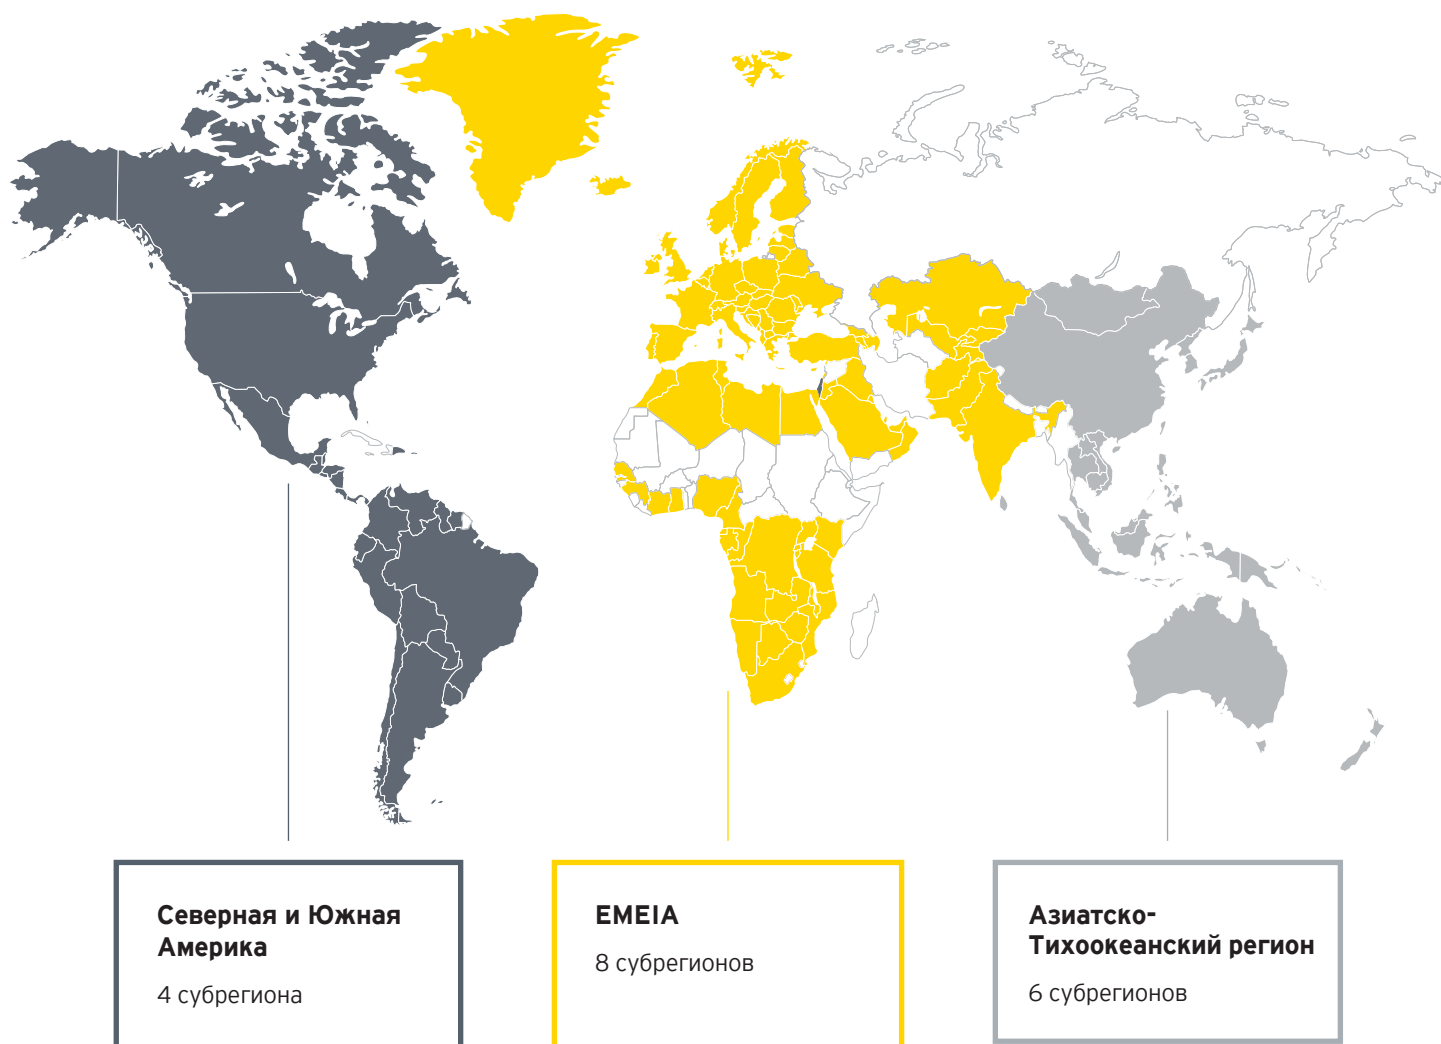 Северная и Южная
Америка
4 субрегиона
EMEIA
8 субрегионов
Азиатско-
Тихоокеанский регион
6 субрегионов